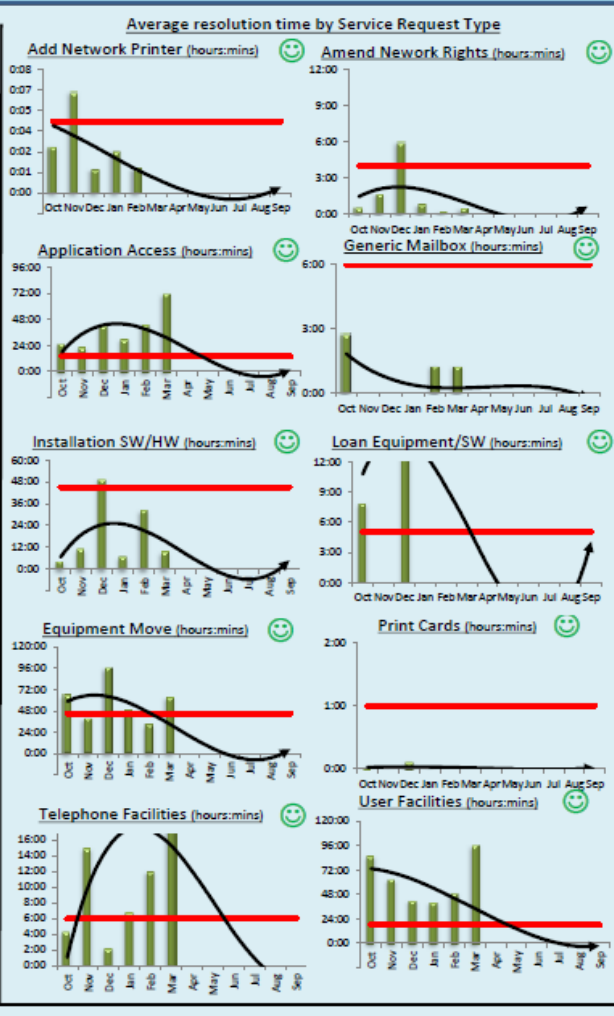 Average resolution time by Service Request Type
Add Network Printer (hours:mins)
0:08
0:07
0:05
0:04
0:02
0:01
0:00
Oct Nov Dec Jan Feb Mar Apr May Jun Jul Aug Sep
Amend Nework Rights (hours:mins)
12:00
9:00
6:00
3:00
0:00
Oct Nov Dec Jan Feb Mar Apr May Jun Jul Aug Sep
Application Access (hours:mins)
96:00
72:00
48:00
24:00
0:00
Oct Nov Dec Jan Feb Mar Apr May Jun Jul Aug Sep
Generic Mailbox (hours:mins)
6:00
3:00
0:00
Oct Nov Dec Jan Feb Mar Apr May Jun Jul Aug Sep
Installation SW/HW (hours:mins)
60:00
48:00
36:00
24:00
12:00
0:00
Oct Nov Dec Jan Feb Mar Apr May Jun Jul Aug Sep
Loan Equipment/SW (hours:mins)
12:00
9:00
6:00
3:00
0:00
Oct Nov Dec Jan Feb Mar Apr May Jun Jul Aug Sep
Equipment Move (hours:mins)
120:00
96:00
72:00
48:00
24:00
0:00
Oct Nov Dec Jan Feb Mar Apr May Jun Jul Aug Sep
Print Cards (hours:mins)
2:00
1:00
0:00
Oct Nov Dec Jan Feb Mar Apr May Jun Jul Aug Sep
Telephone Facilities (hours:mins)
16:00
14:00
12:00
10:00
8:00
6:00
4:00
2:00
0:00
Oct Nov Dec Jan Feb Mar Apr May Jun Jul Aug Sep
User Facilities (hours:mins)
120:00
96:00
72:00
48:00
24:00
0:00
Oct Nov Dec Jan Feb Mar Apr May Jun Jul Aug Sep